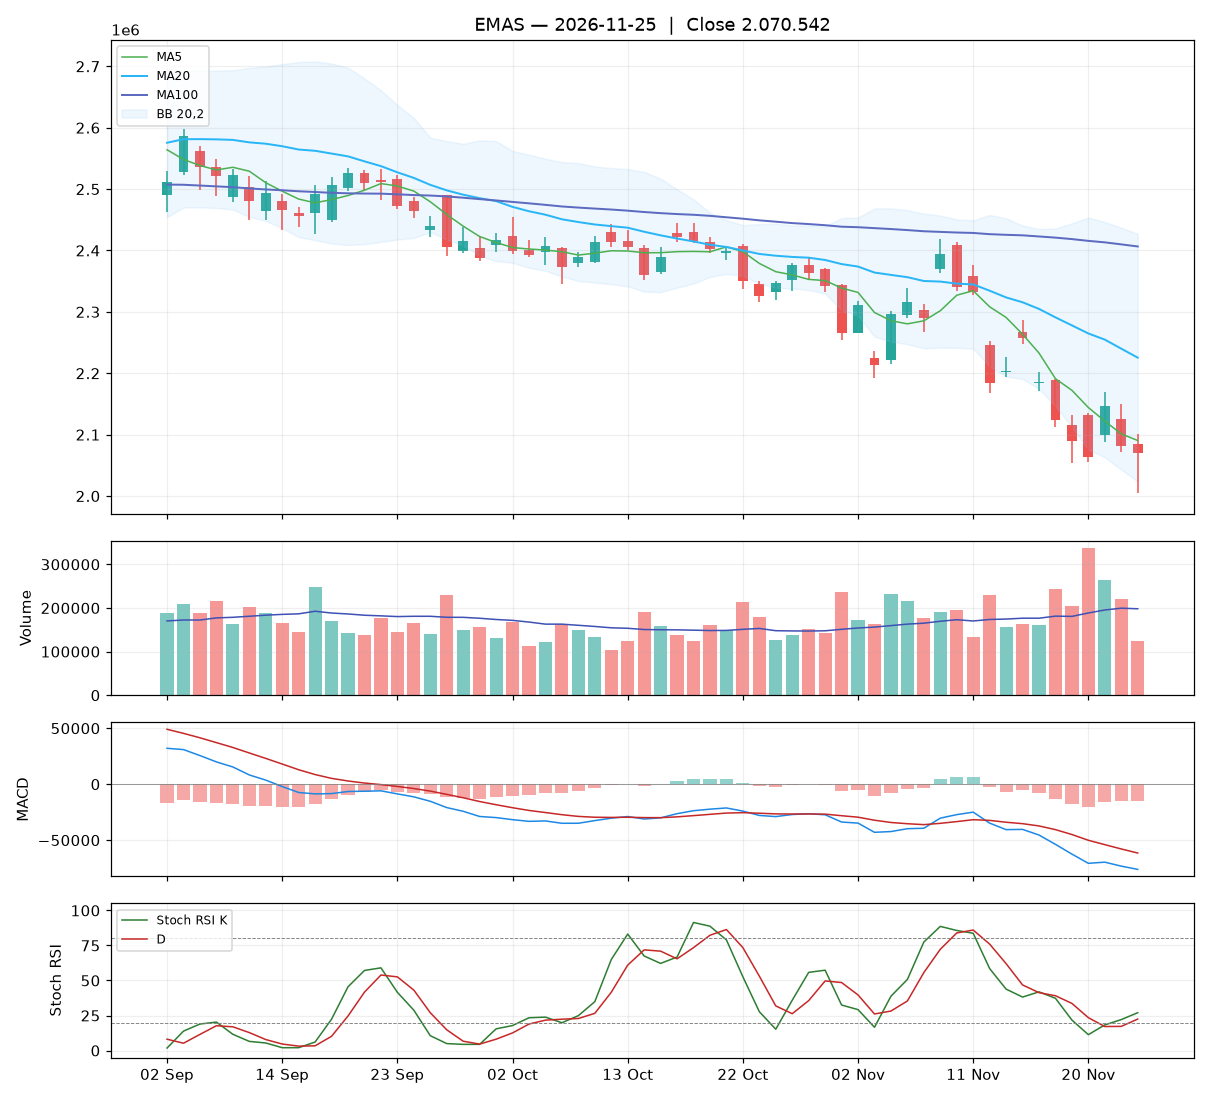 EMAS — 2026-11-25 | Close 2.070.542
1e6
MA5
MA20
MA100
BB 20,2
2.7
2.6
2.5
2.4
2.3
2.2
2.1
2.0
Volume
300000
200000
100000
0
MACD
50000
0
−50000
Stoch RSI
Stoch RSI K
D
100
75
50
25
0
02 Sep
14 Sep
23 Sep
02 Oct
13 Oct
22 Oct
02 Nov
11 Nov
20 Nov